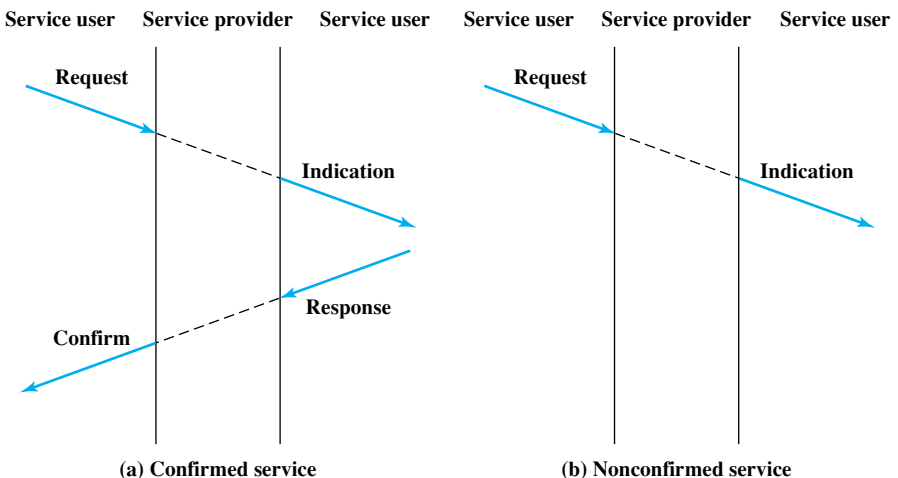 Service user Service provider Service user
Request
Indication
Response
Confirm
(a) Confirmed service
Service user Service provider Service user
Request
Indication
(b) Nonconfirmed service